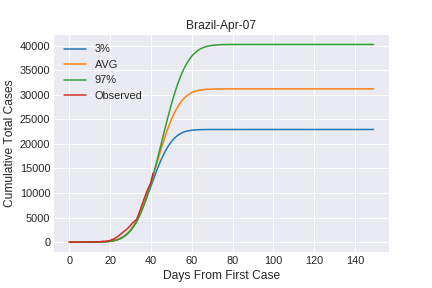 Brazil-Apr-07
3%
AVG
97%
Observed
40000
35000
30000
25000
20000
15000
10000
5000
0
Cumulative Total Cases
0 20 40 60 80 100 120 140
Days From First Case